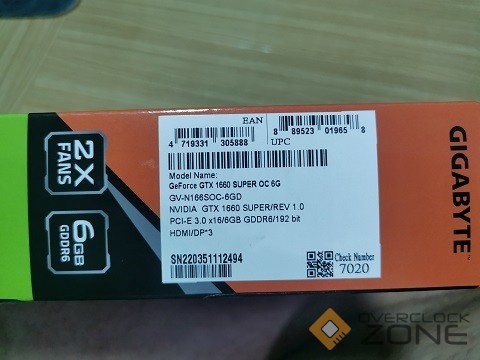 2X
FANS
6GB
GDDR6
EAN
4 719331 305888
8 89523 01965 8
UPC
Model Name:
GeForce GTX 1660 SUPER OC 6G
GV-N166SOC-6GD
NVIDIA GTX 1660 SUPER/REV 1.0
PCI-E 3.0 x16/6GB GDDR6/192 bit
HDMI/DP*3
SN220351112494
Check Number
7020
GIGABYTE
OVERCLOCK
ZONE